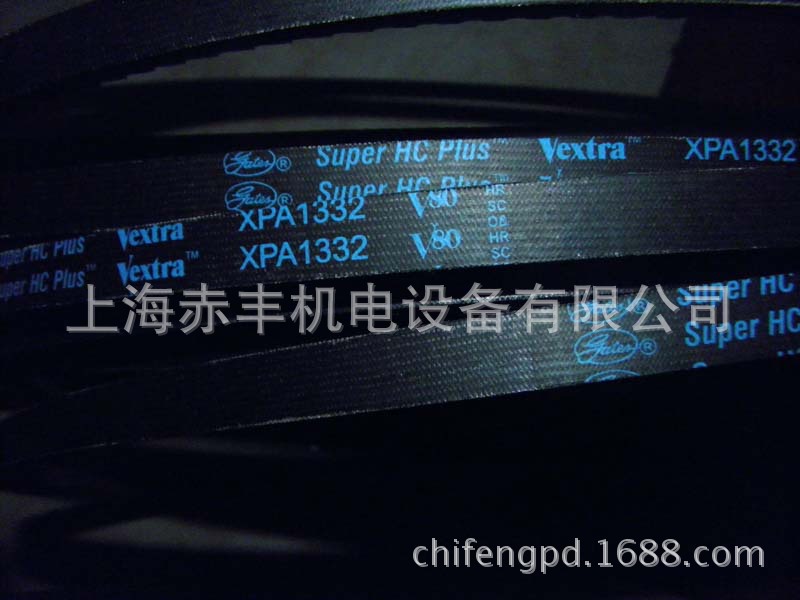 Gates® Super HC Plus™ Vextra™ XPA1332
Gates® Super HC Plus™
XPA1332 V80 HR SC
Super HC Plus Vextra
XPA1332 V80 HR SC
Super HC Plus™ Vextra™
上海赤丰机电设备有限公司
Super HC
Gates® Super HC
chifengpd.1688.com